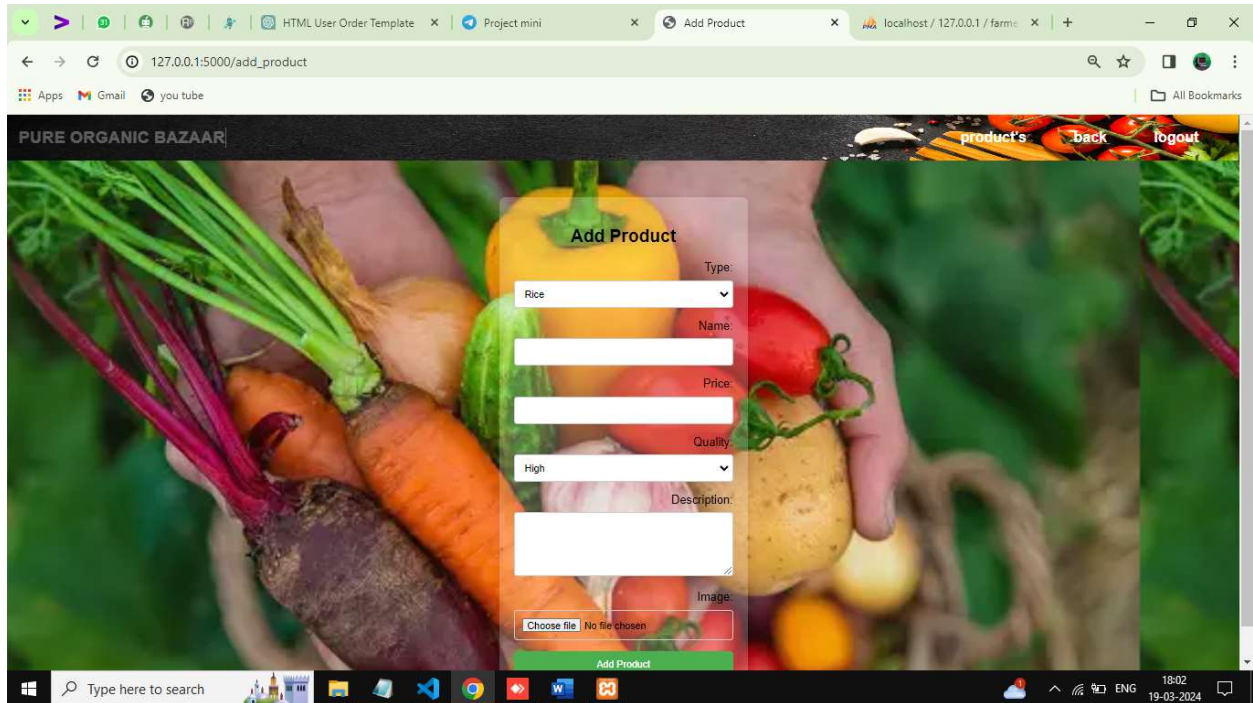 HTML User Order Template
Project mini
Add Product
localhost / 127.0.0.1 / farme
127.0.0.1:5000/add_product
Apps
Gmail
you tube
All Bookmarks
PURE ORGANIC BAZAAR
product's
back
logout
Add Product
Type:
Rice
Name:
Price:
Quality:
High
Description:
Image:
Choose file No file chosen
Add Product
Type here to search
ENG
18:02
19-03-2024